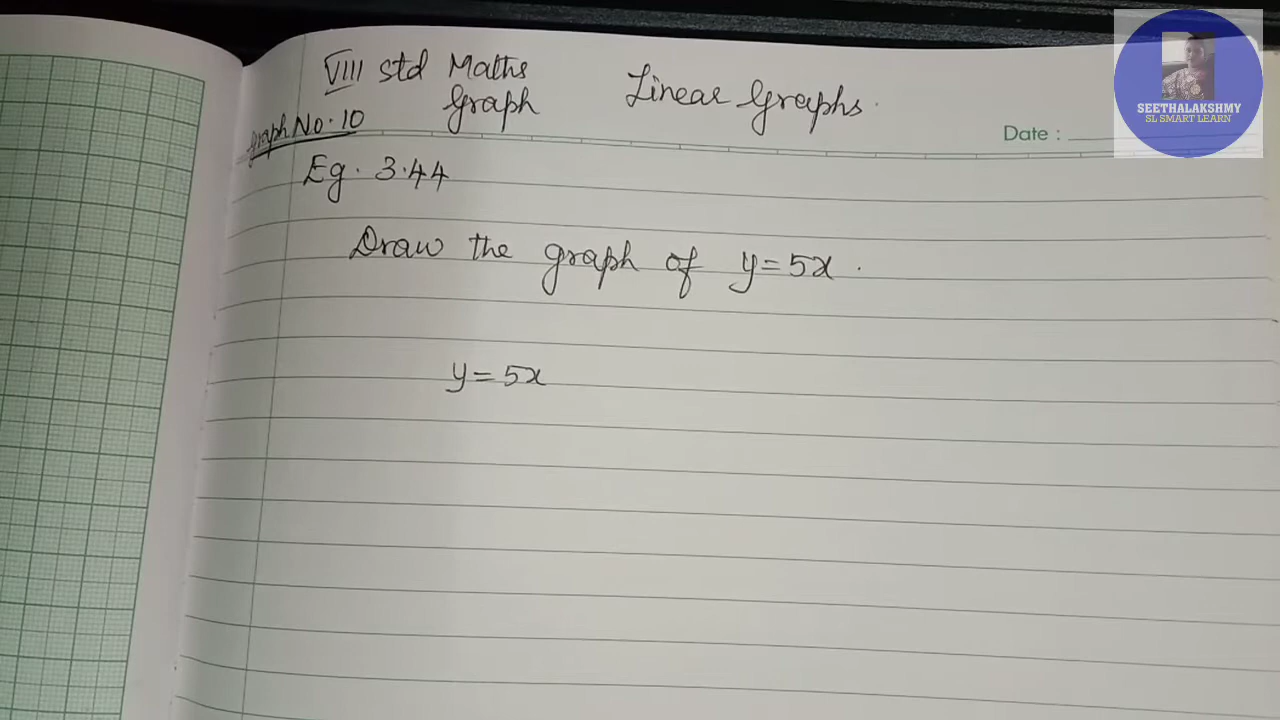 VIII std Maths
Graph
Linear Graphs.
graph No. 10
Date :
Eg. 3.44
Draw the graph of y=5x.
y=5x
SEETHALAKSHMY
SL SMART LEARN